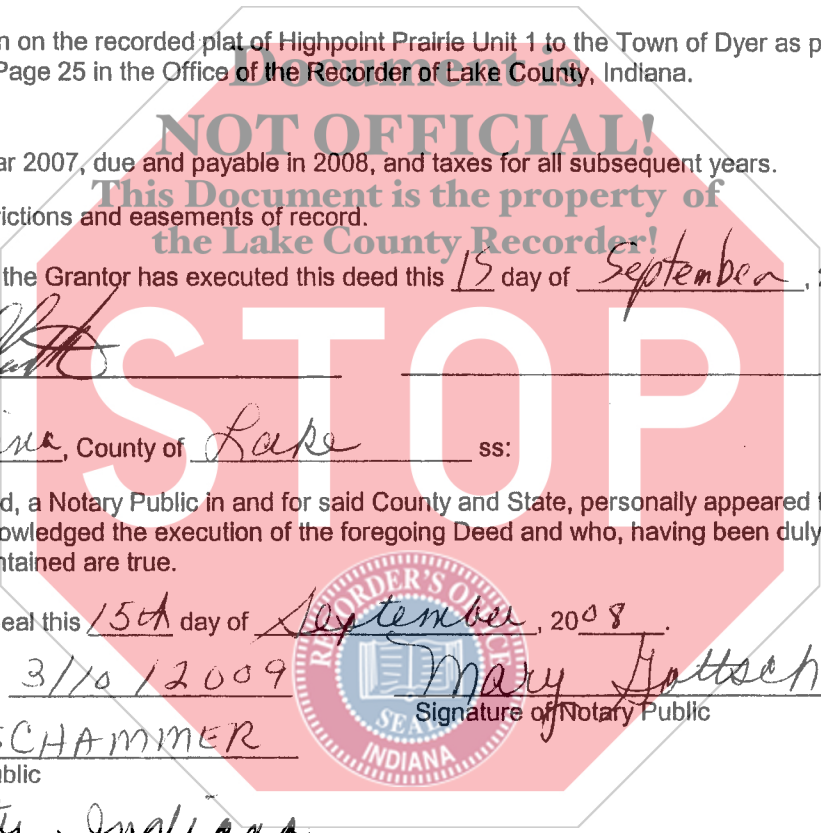 n on the recorded plat of Highpoint Prairie Unit 1 to the Town of Dyer as p
Page 25 in the Office of the Recorder of Lake County, Indiana.
Document is
NOT OFFICIAL!
This Document is the property of
the Lake County Recorder!
STOP
ar 2007, due and payable in 2008, and taxes for all subsequent years.
ictions and easements of record.
the Grantor has executed this deed this 15 day of September, 2
na, County of Lake ss:
d, a Notary Public in and for said County and State, personally appeared t
owledged the execution of the foregoing Deed and who, having been duly
ntained are true.
eal this 15th day of September, 2008.
3/10/2009
Mary Gottsch
Signature of Notary Public
SCHAMMER
ublic
RECORDER'S OFFICE
SEAL
INDIANA
ty, Indiana